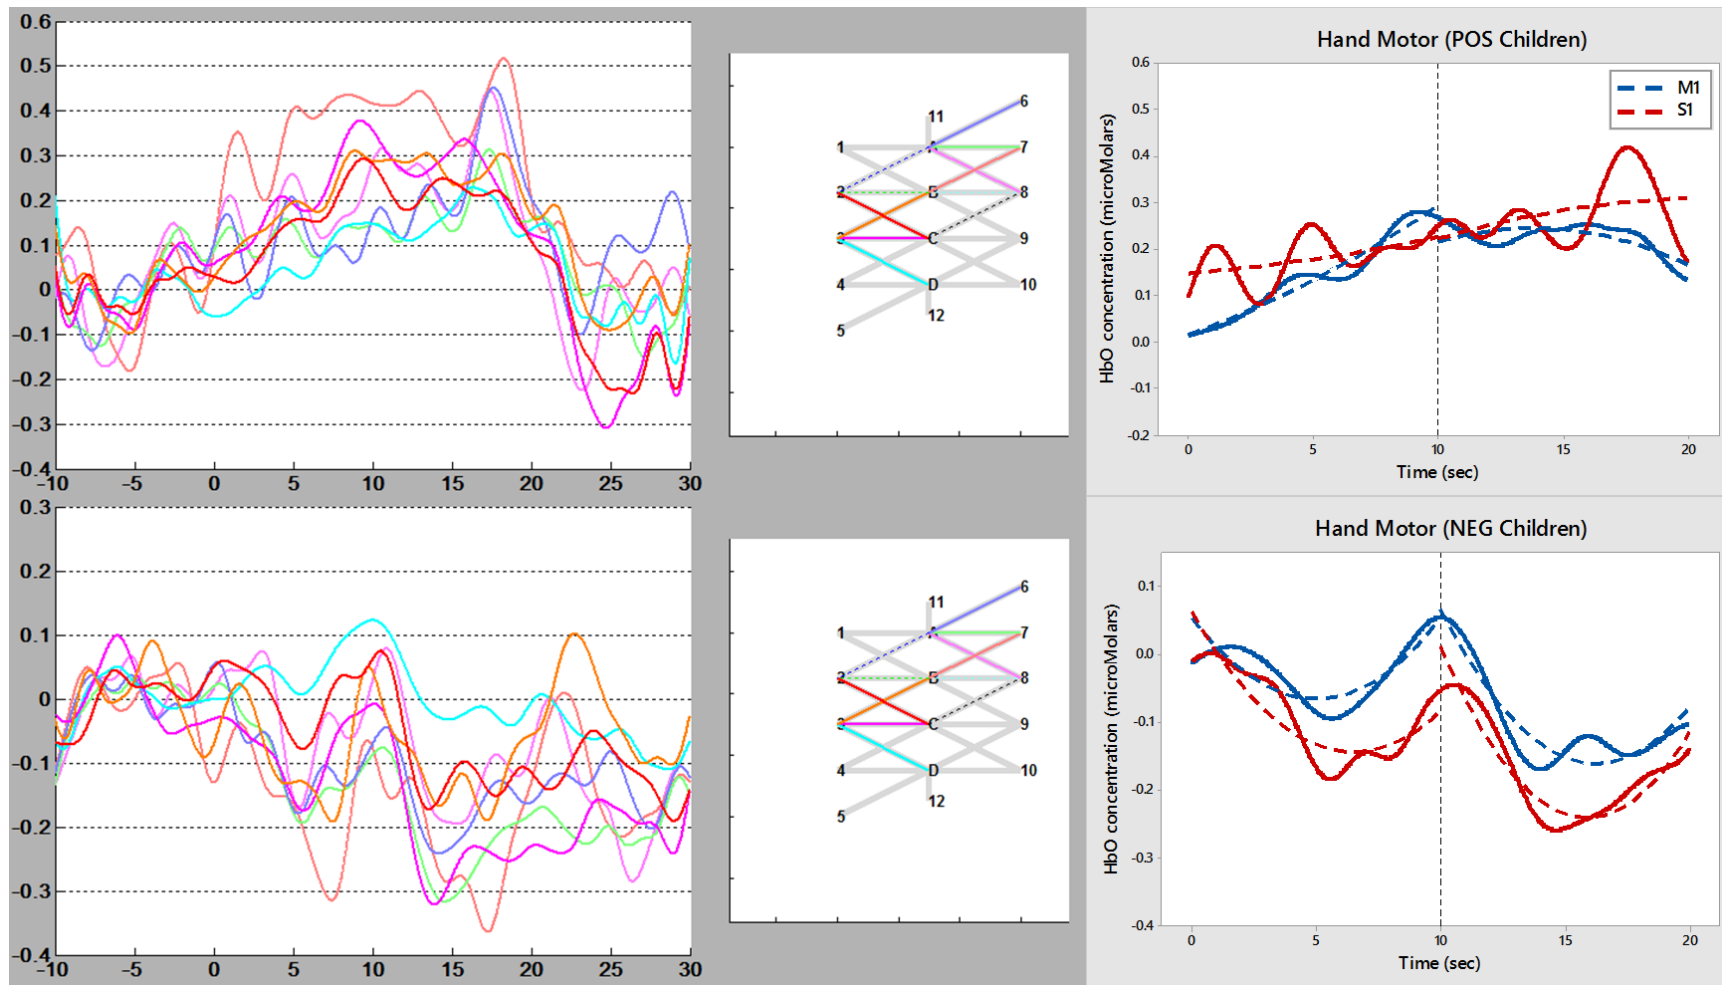 0.6
0.5
0.4
0.3
0.2
0.1
0
-0.1
-0.2
-0.3
-0.4
-10 -5 0 5 10 15 20 25 30
6
11
1 A 7
2 B 8
3 C 9
4 D 10
12
5
Hand Motor (POS Children)
M1
S1
HbO concentration (microMolars)
0.6
0.5
0.4
0.3
0.2
0.1
0.0
-0.1
-0.2
0 5 10 15 20
Time (sec)
0.3
0.2
0.1
0
-0.1
-0.2
-0.3
-0.4
-10 -5 0 5 10 15 20 25 30
6
11
1 A 7
2 B 8
3 C 9
4 D 10
12
5
Hand Motor (NEG Children)
HbO concentration (microMolars)
0.1
0.0
-0.1
-0.2
-0.3
-0.4
0 5 10 15 20
Time (sec)